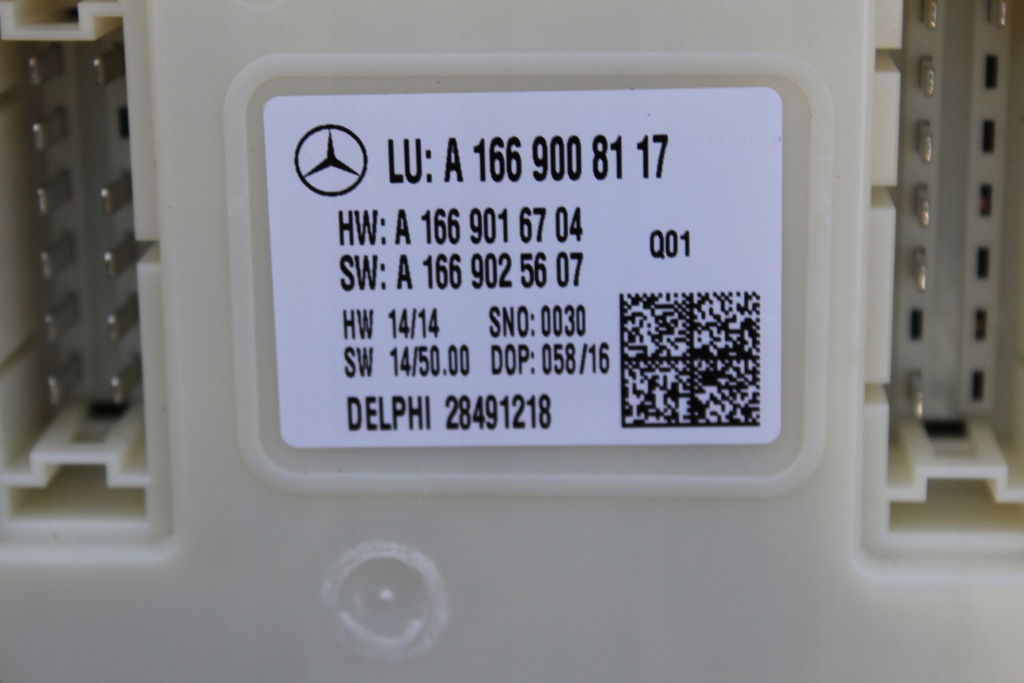 LU: A 166 900 81 17
HW: A 166 901 67 04
SW: A 166 902 56 07
Q01
HW 14/14 SNO: 0030
SW 14/50.00 DOP: 058/16
DELPHI 28491218